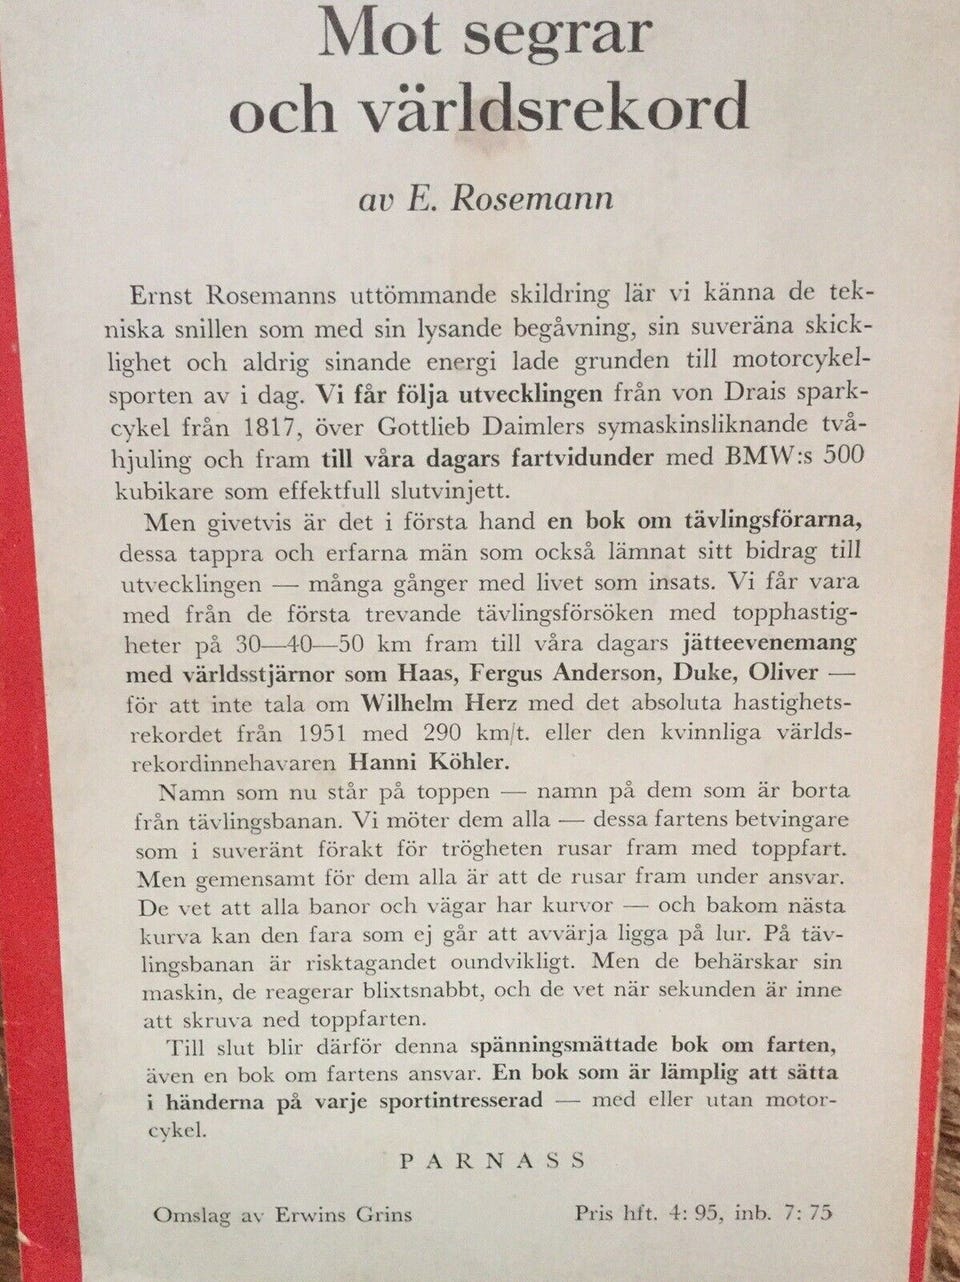 Mot segrar
och världsrekord
av E. Rosemann
Ernst Rosemanns uttömmande skildring lär vi känna de tek-
niska snillen som med sin lysande begåvning, sin suveräna skick-
lighet och aldrig sinande energi lade grunden till motorcykel-
sporten av i dag. Vi får följa utvecklingen från von Drais spark-
cykel från 1817, över Gottlieb Daimlers symaskinsliknande två-
hjuling och fram till våra dagars fartvidunder med BMW:s 500
kubikare som effektfull slutvinjett.
Men givetvis är det i första hand en bok om tävlingsförarna,
dessa tappra och erfarna män som också lämnat sitt bidrag till
utvecklingen — många gånger med livet som insats. Vi får vara
med från de första trevande tävlingsförsöken med topphastig-
heter på 30—40—50 km fram till våra dagars jätteevenemang
med världsstjärnor som Haas, Fergus Anderson, Duke, Oliver —
för att inte tala om Wilhelm Herz med det absoluta hastighets-
rekordet från 1951 med 290 km/t. eller den kvinnliga världs-
rekordinnehavaren Hanni Köhler.
Namn som nu står på toppen — namn på dem som är borta
från tävlingsbanan. Vi möter dem alla — dessa fartens betvingare
som i suveränt förakt för trögheten rusar fram med toppfart.
Men gemensamt för dem alla är att de rusar fram under ansvar.
De vet att alla banor och vägar har kurvor — och bakom nästa
kurva kan den fara som ej går att avvärja ligga på lur. På täv-
lingsbanan är risktagandet oundvikligt. Men de behärskar sin
maskin, de reagerar blixtsnabbt, och de vet när sekunden är inne
att skruva ned toppfarten.
Till slut blir därför denna spänningsmättade bok om farten,
även en bok om fartens ansvar. En bok som är lämplig att sätta
i händerna på varje sportintresserad — med eller utan motor-
cykel.
PARNASS
Omslag av Erwins Grins
Pris hft. 4: 95, inb. 7: 75